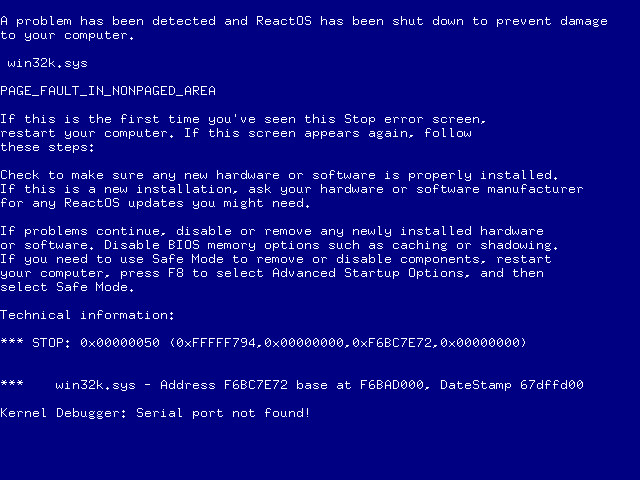 A problem has been detected and ReactOS has been shut down to prevent damage
to your computer.
win32k.sys
PAGE_FAULT_IN_NONPAGED_AREA
If this is the first time you've seen this Stop error screen,
restart your computer. If this screen appears again, follow
these steps:
Check to make sure any new hardware or software is properly installed.
If this is a new installation, ask your hardware or software manufacturer
for any ReactOS updates you might need.
If problems continue, disable or remove any newly installed hardware
or software. Disable BIOS memory options such as caching or shadowing.
If you need to use Safe Mode to remove or disable components, restart
your computer, press F8 to select Advanced Startup Options, and then
select Safe Mode.
Technical information:
*** STOP: 0x00000050 (0xFFFFF794,0x00000000,0xF6BC7E72,0x00000000)
***    win32k.sys - Address F6BC7E72 base at F6BAD000, DateStamp 67dffd00
Kernel Debugger: Serial port not found!